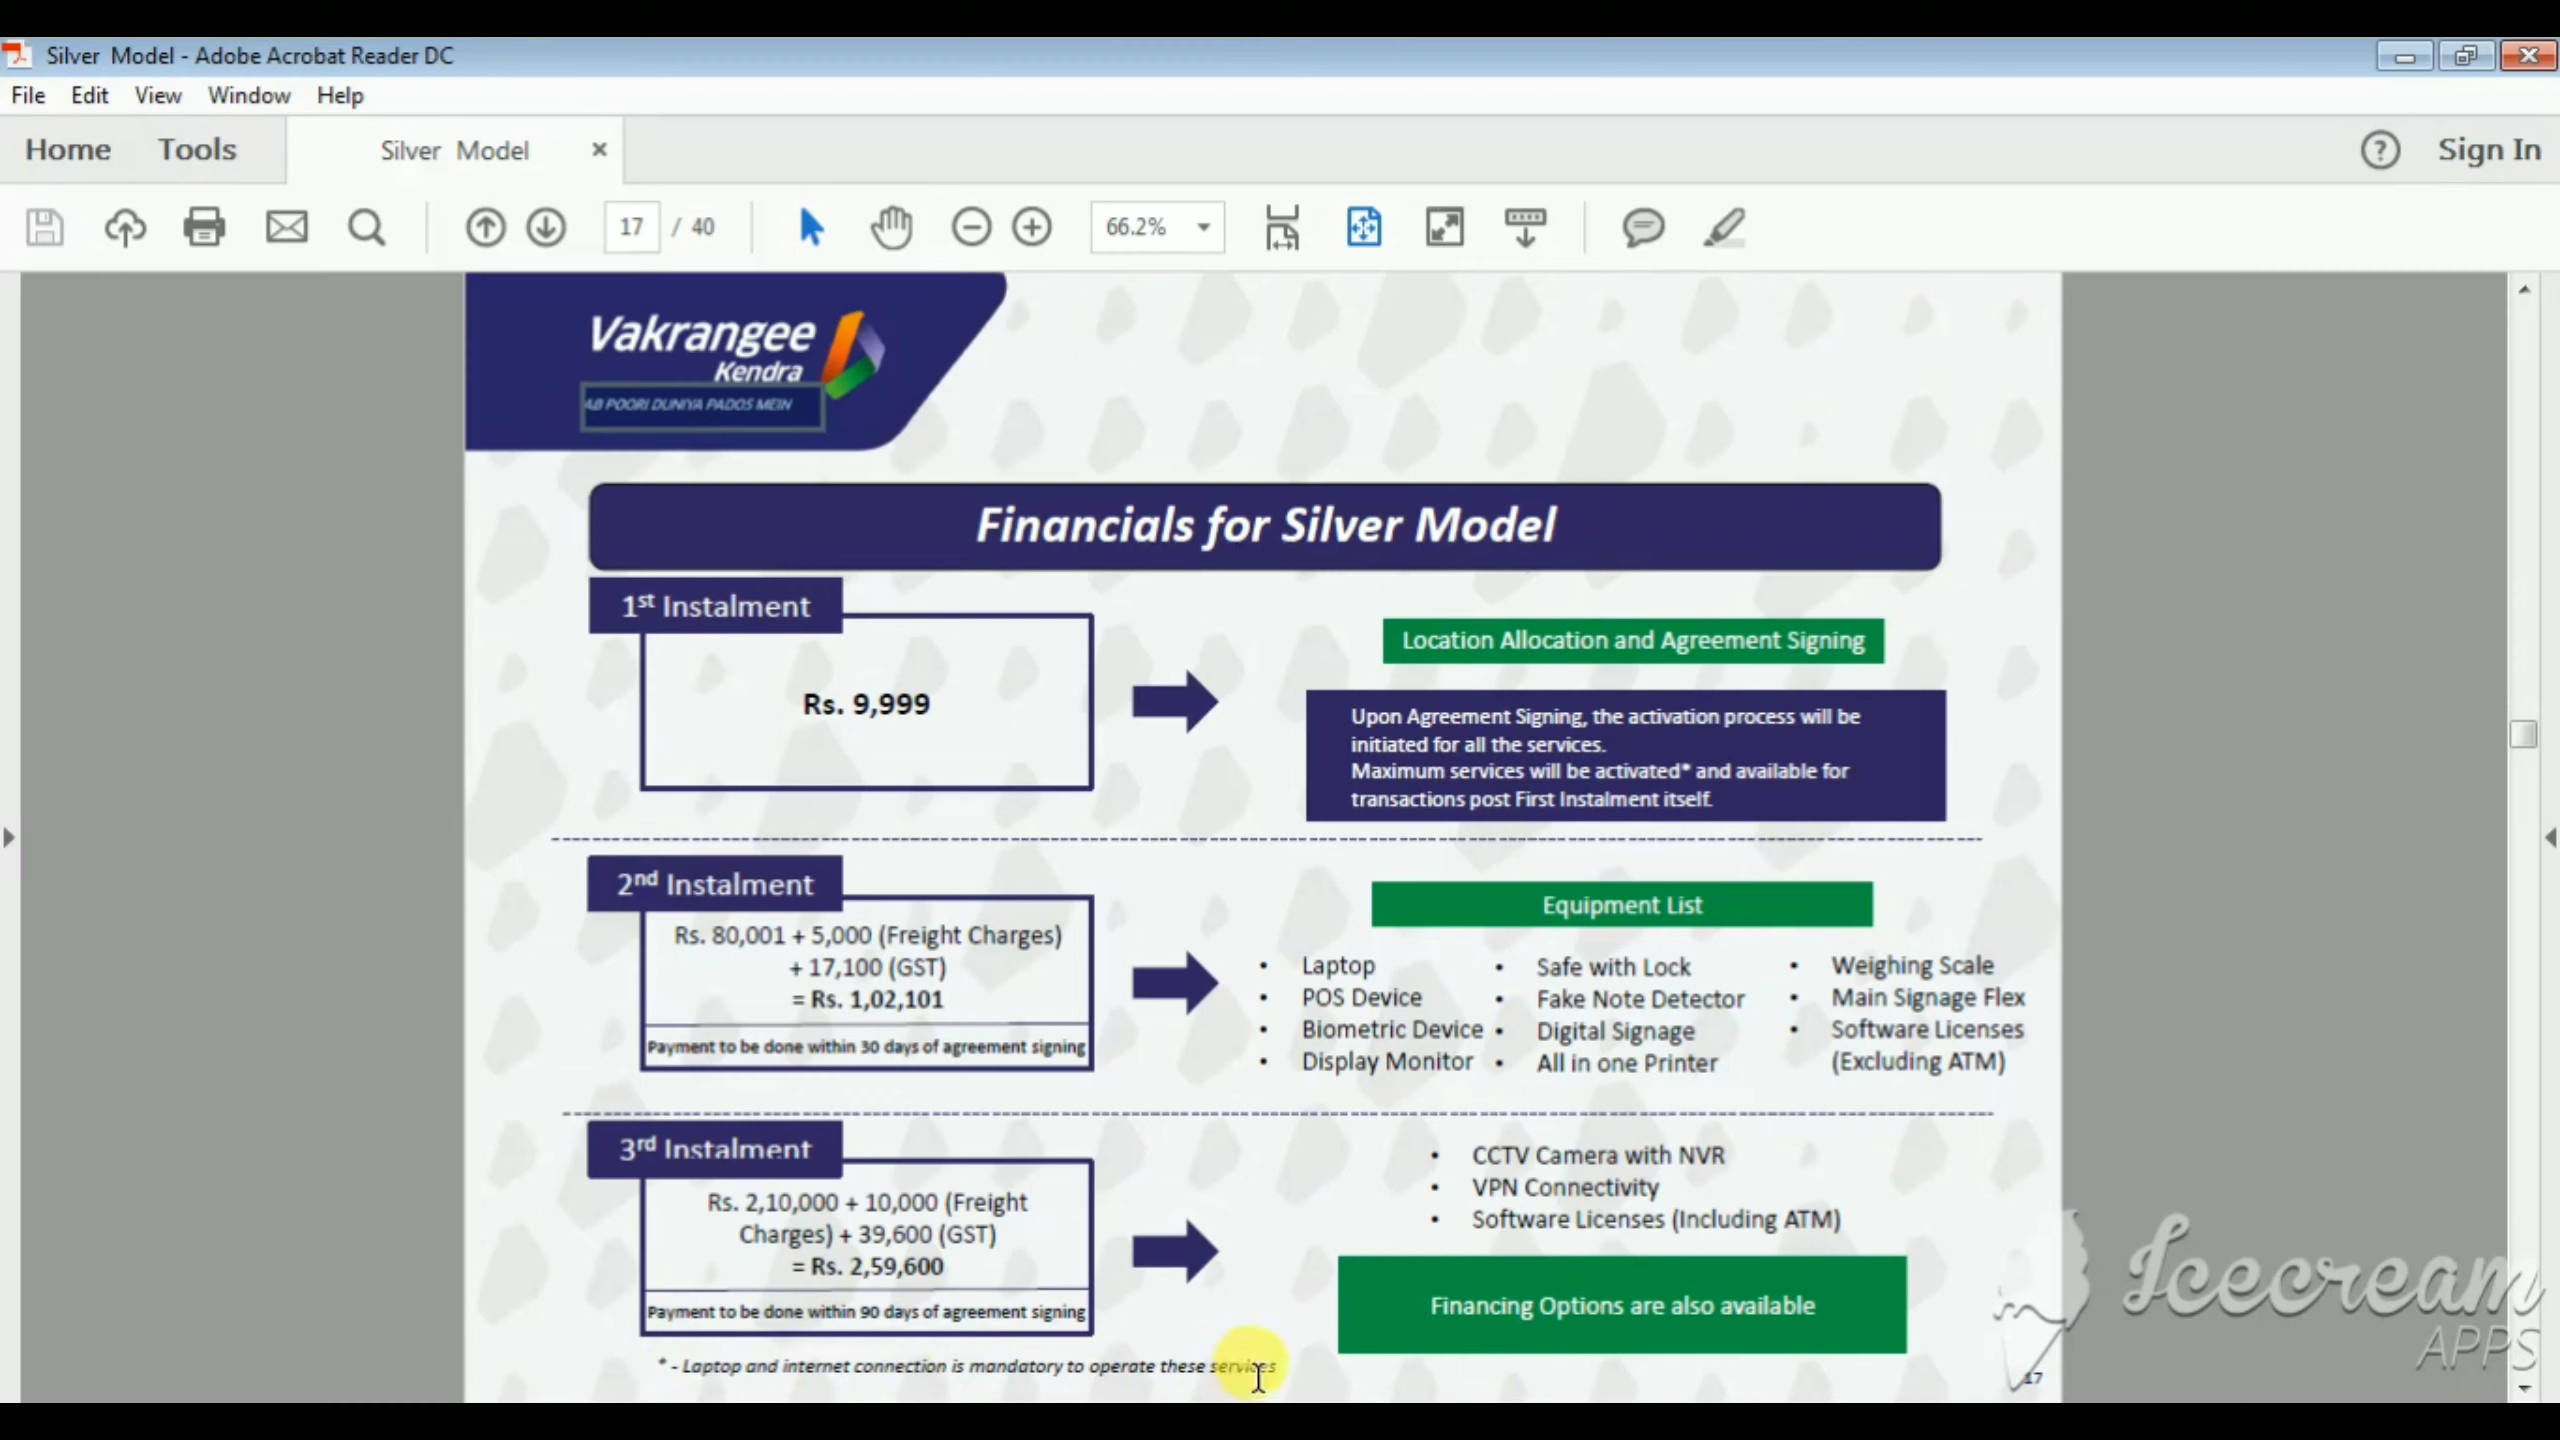 Silver Model - Adobe Acrobat Reader DC
File Edit View Window Help
Home Tools Silver Model Sign In
17 / 40 66.2%
Vakrangee
Kendra
AB POORI DUNIYA PADOS MEIN
Financials for Silver Model
1st Instalment
Rs. 9,999
Location Allocation and Agreement Signing
Upon Agreement Signing, the activation process will be
initiated for all the services.
Maximum services will be activated* and available for
transactions post First Instalment itself.
2nd Instalment
Rs. 80,001 + 5,000 (Freight Charges)
+ 17,100 (GST)
= Rs. 1,02,101
Payment to be done within 30 days of agreement signing
Equipment List
• Laptop
• POS Device
• Biometric Device
• Display Monitor
• Safe with Lock
• Fake Note Detector
• Digital Signage
• All in one Printer
• Weighing Scale
• Main Signage Flex
• Software Licenses
(Excluding ATM)
3rd Instalment
Rs. 2,10,000 + 10,000 (Freight
Charges) + 39,600 (GST)
= Rs. 2,59,600
Payment to be done within 90 days of agreement signing
• CCTV Camera with NVR
• VPN Connectivity
• Software Licenses (Including ATM)
Financing Options are also available
* - Laptop and internet connection is mandatory to operate these services
17
Icecream
APPS